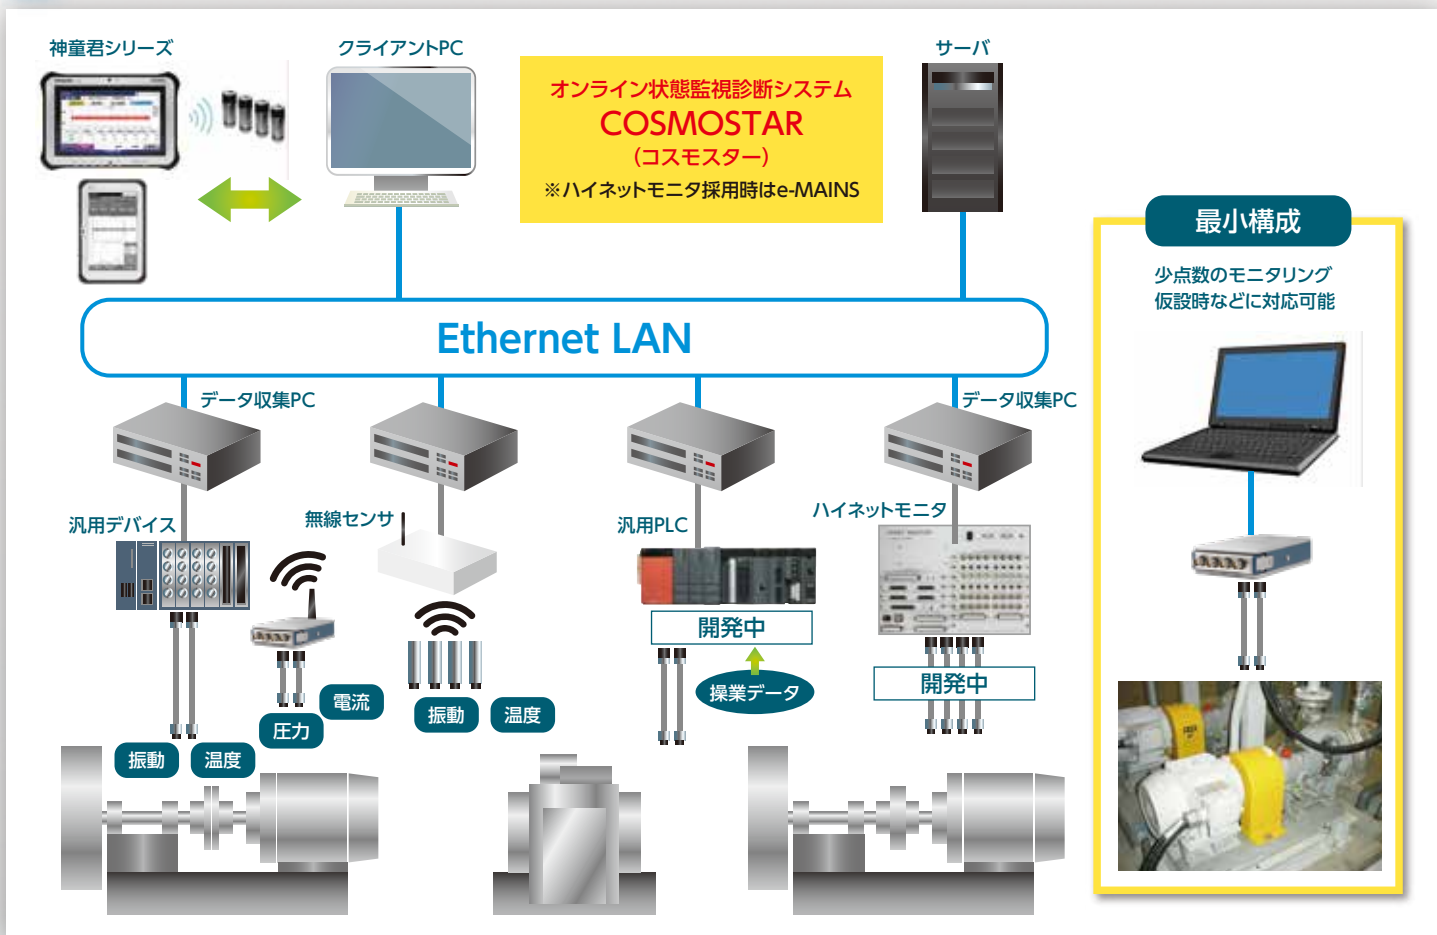 神童君シリーズ
クライアントPC
オンライン状態監視診断システム
COSMOSTAR
(コスモスター)
※ハイネットモニタ採用時はe-MAINS
サーバ
最小構成
少点数のモニタリング
仮設時などに対応可能
Ethernet LAN
データ収集PC
データ収集PC
汎用デバイス
無線センサ
汎用PLC
ハイネットモニタ
開発中
操業データ
開発中
電流
圧力
振動
温度
振動
温度